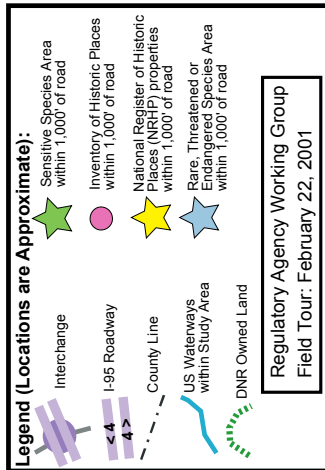 Legend (Locations are Approximate):
Interchange
< 4
4 >
I-95 Roadway
County Line
US Waterways
within Study Area
DNR Owned Land
Sensitive Species Area
within 1,000' of road
Inventory of Historic Places
within 1,000' of road
National Register of Historic
Places (NRHP) properties
within 1,000' of road
Rare, Threatened or
Endangered Species Area
within 1,000' of road
Regulatory Agency Working Group
Field Tour: February 22, 2001